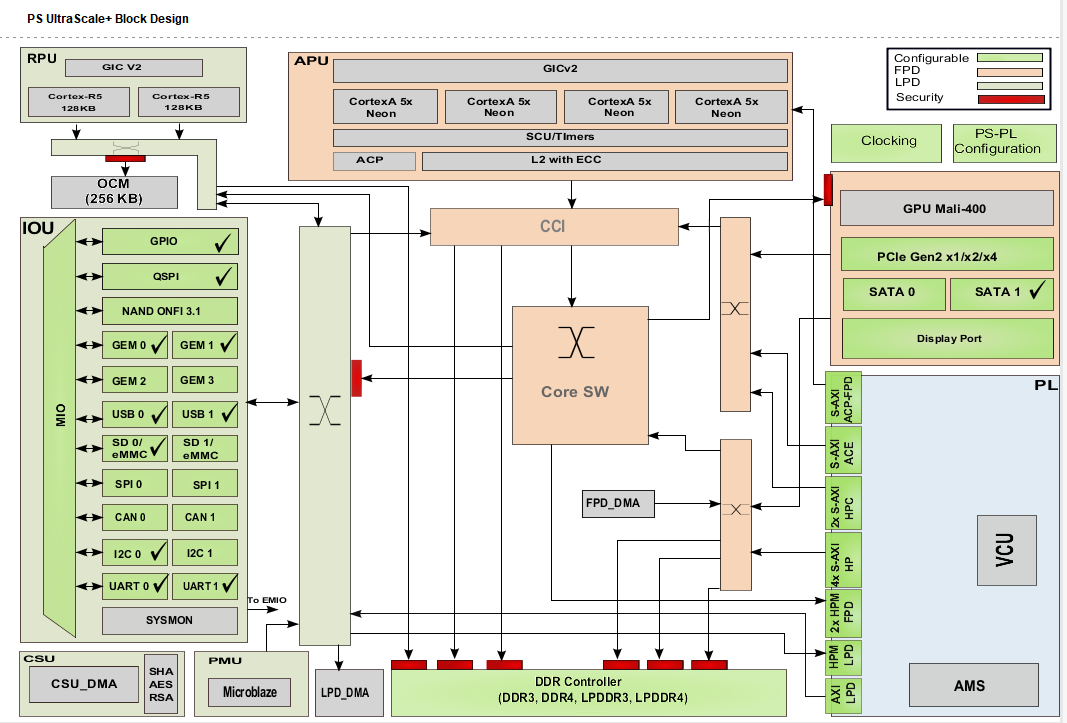 PS UltraScale+ Block Design
RPU
GIC V2
Cortex-R5
128KB
Cortex-R5
128KB
OCM
(256 KB)
APU
GICv2
CortexA 5x
Neon
CortexA 5x
Neon
CortexA 5x
Neon
CortexA 5x
Neon
SCU/TImers
ACP
L2 with ECC
Configurable
FPD
LPD
Security
Clocking
PS-PL
Configuration
GPU Mali-400
PCIe Gen2 x1/x2/x4
SATA 0
SATA 1
Display Port
CCI
Core SW
FPD_DMA
IOU
MIO
GPIO
QSPI
NAND ONFI 3.1
GEM 0
GEM 1
GEM 2
GEM 3
USB 0
USB 1
SD 0/
eMMC
SD 1/
eMMC
SPI 0
SPI 1
CAN 0
CAN 1
I2C 0
I2C 1
UART 0
UART 1
SYSMON
To EMIO
PL
S-AXI
ACP-FPD
S-AXI
ACE
2x S-AXI
HPC
4x S-AXI
HP
2x HPM
FPD
HPM
LPD
AXI
LPD
VCU
AMS
CSU
CSU_DMA
SHA
AES
RSA
PMU
Microblaze
LPD_DMA
DDR Controller
(DDR3, DDR4, LPDDR3, LPDDR4)